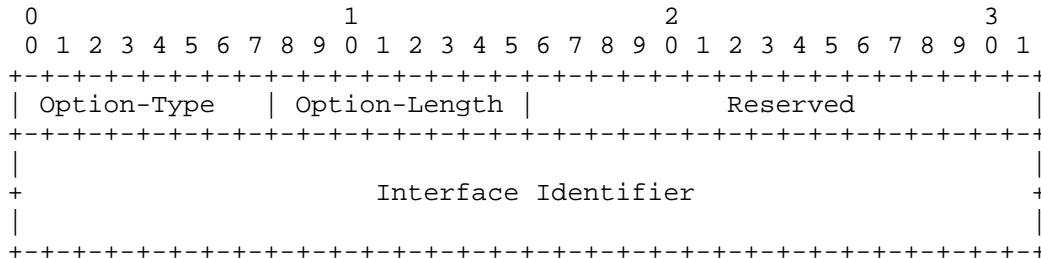 0                   1                   2                   3
 0 1 2 3 4 5 6 7 8 9 0 1 2 3 4 5 6 7 8 9 0 1 2 3 4 5 6 7 8 9 0 1
+-+-+-+-+-+-+-+-+-+-+-+-+-+-+-+-+-+-+-+-+-+-+-+-+-+-+-+-+-+-+-+-+
| Option-Type   | Option-Length |            Reserved           |
+-+-+-+-+-+-+-+-+-+-+-+-+-+-+-+-+-+-+-+-+-+-+-+-+-+-+-+-+-+-+-+-+
|                                                               |
+                      Interface Identifier                     +
|                                                               |
+-+-+-+-+-+-+-+-+-+-+-+-+-+-+-+-+-+-+-+-+-+-+-+-+-+-+-+-+-+-+-+-+